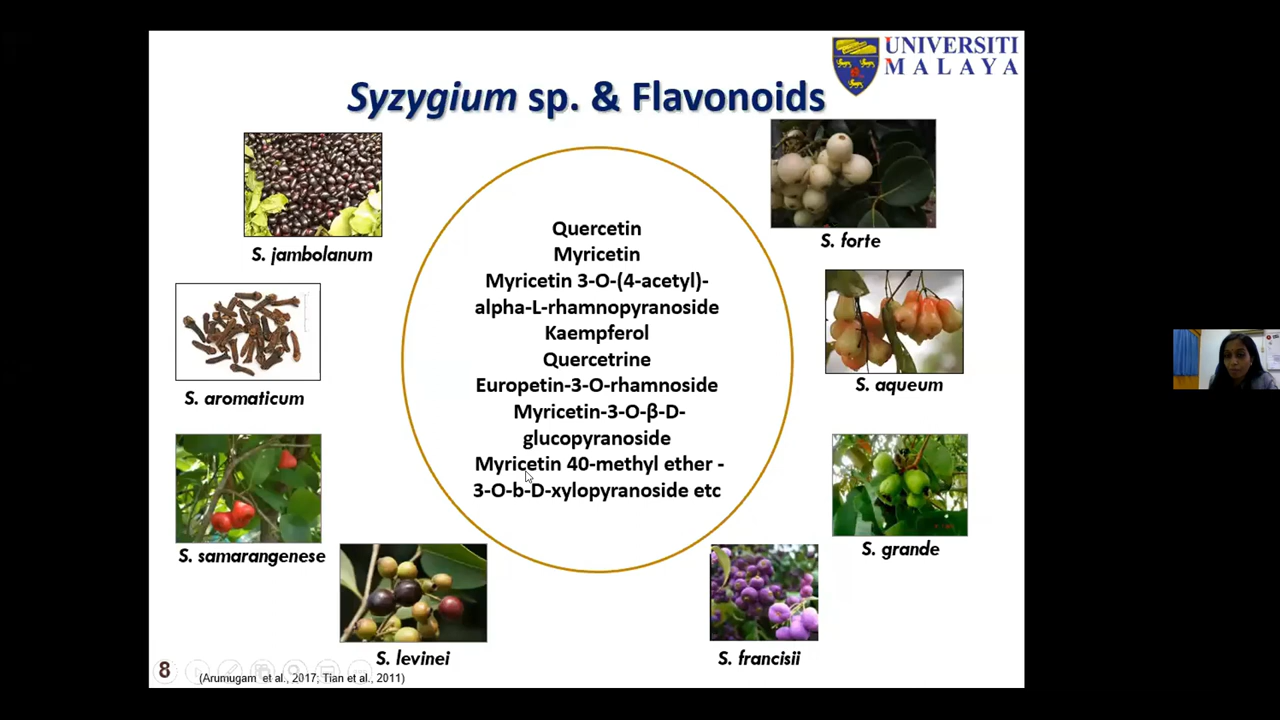 UNIVERSITI
MALAYA
Syzygium sp. & Flavonoids
S. jambolanum
S. forte
S. aromaticum
S. aqueum
S. samarangenese
S. grande
S. levinei
S. francisii
Quercetin
Myricetin
Myricetin 3-O-(4-acetyl)-
alpha-L-rhamnopyranoside
Kaempferol
Quercetrine
Europetin-3-O-rhamnoside
Myricetin-3-O-β-D-
glucopyranoside
Myricetin 40-methyl ether -
3-O-b-D-xylopyranoside etc
8
(Arumugam et al., 2017; Tian et al., 2011)